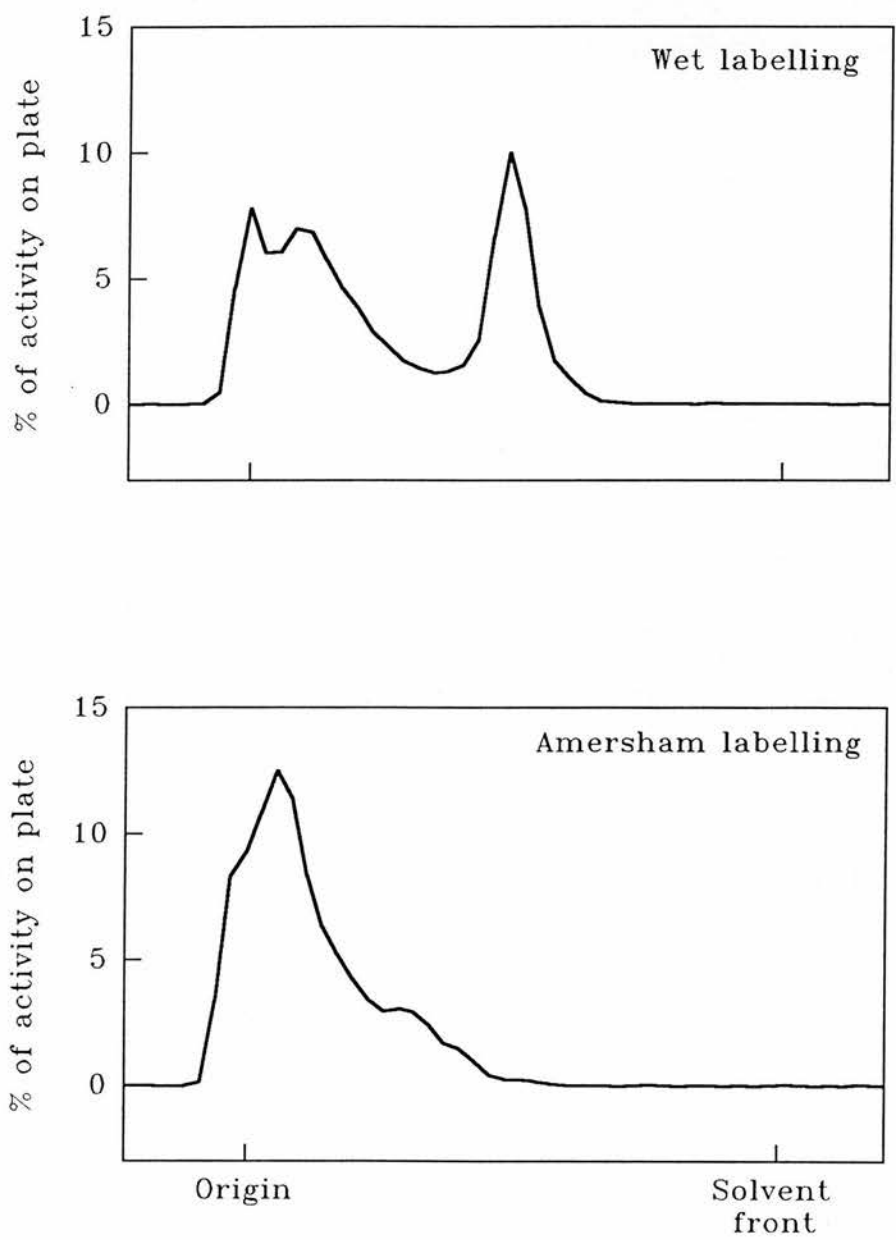 15
Wet labelling
10
5
0
% of activity on plate
15
Amersham labelling
10
5
0
% of activity on plate
Origin
Solvent
front